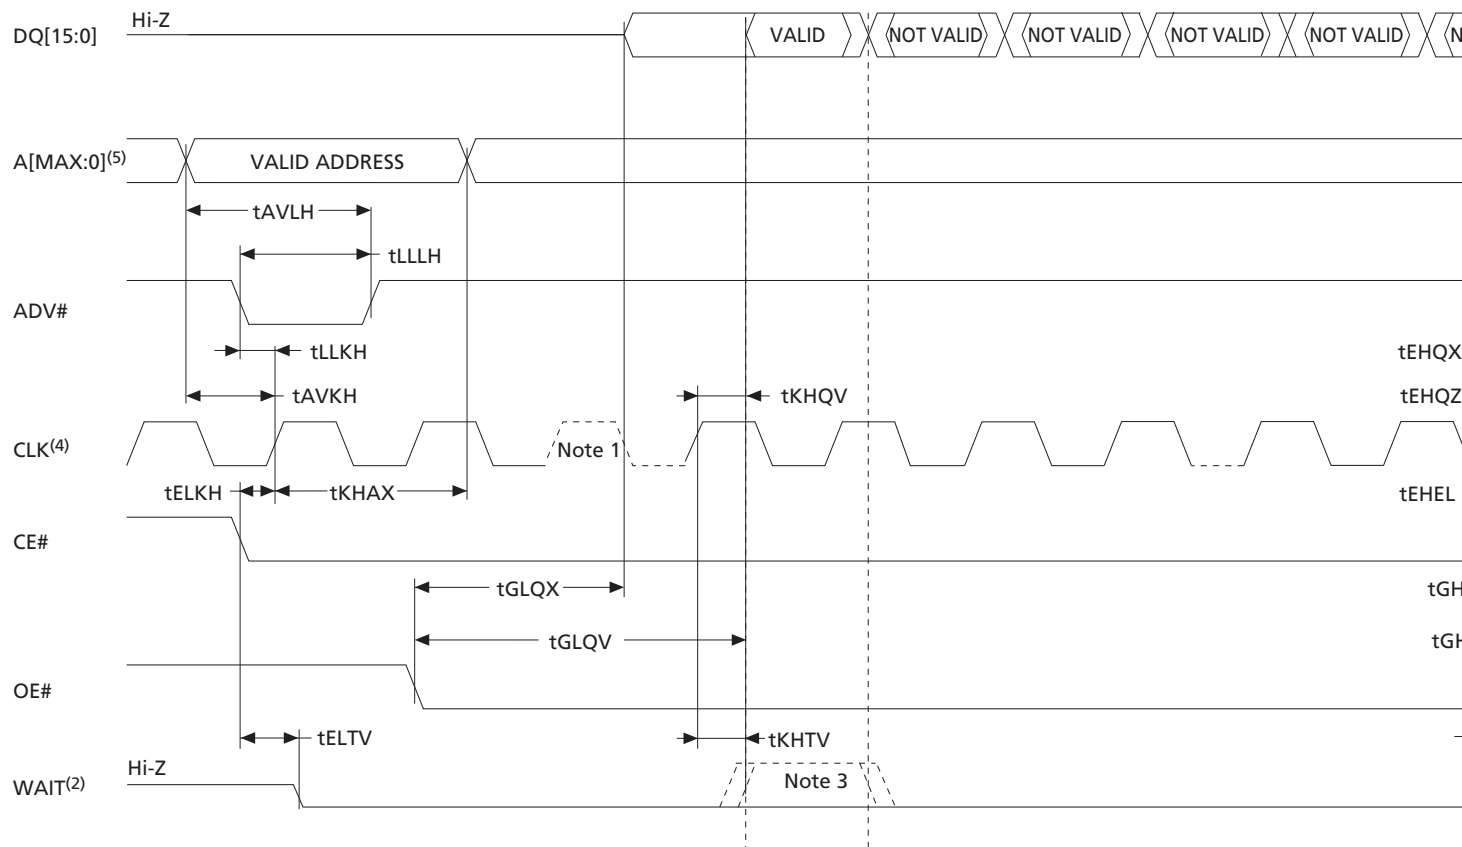 Hi-Z
DQ[15:0] VALID NOT VALID NOT VALID NOT VALID NOT VALID N
A[MAX:0](5) VALID ADDRESS
tAVLH
tLLLH
ADV#
tLLKH tEHQX
tAVKH tKHQV tEHQZ
CLK(4) Note 1
tELKH tKHAX tEHEL
CE#
tGLQX tGH
tGLQV tGH
OE#
tELTV tKHTV
Hi-Z
WAIT(2) Note 3